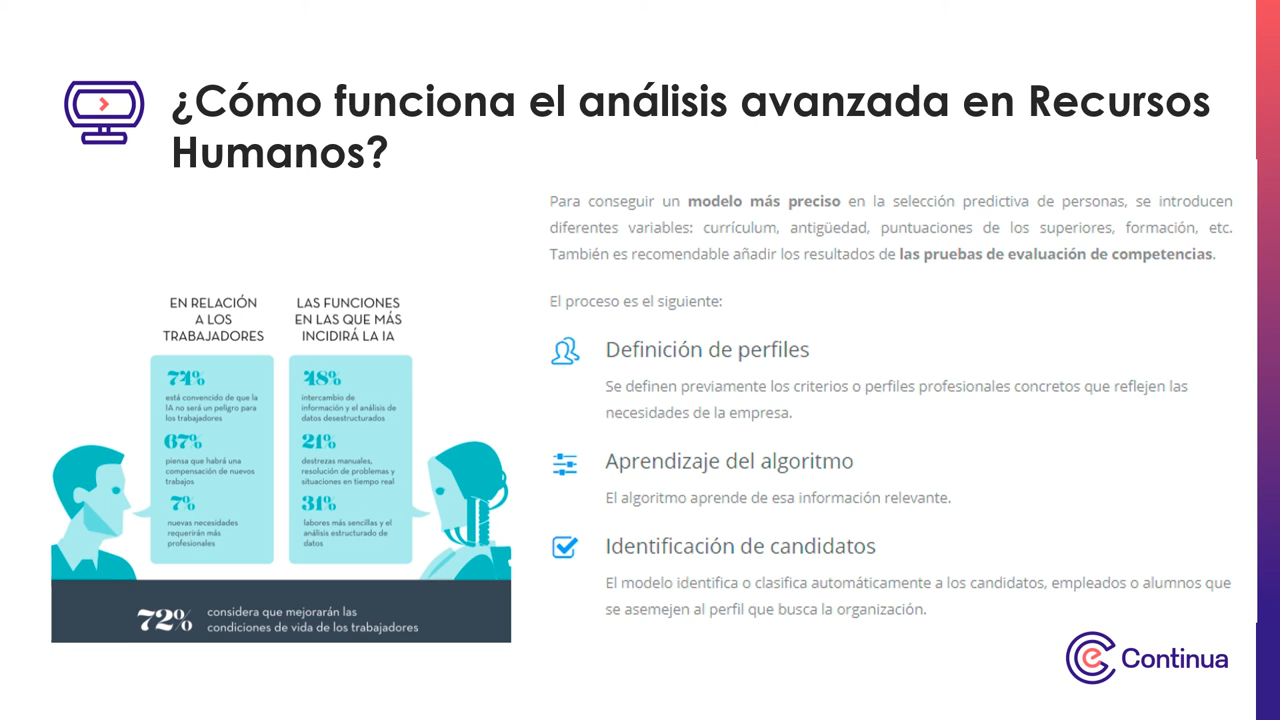 ¿Cómo funciona el análisis avanzada en Recursos
Humanos?
Para conseguir un modelo más preciso en la selección predictiva de personas, se introducen
diferentes variables: currículum, antigüedad, puntuaciones de los superiores, formación, etc.
También es recomendable añadir los resultados de las pruebas de evaluación de competencias.
El proceso es el siguiente:
Definición de perfiles
Se definen previamente los criterios o perfiles profesionales concretos que reflejen las
necesidades de la empresa.
Aprendizaje del algoritmo
El algoritmo aprende de esa información relevante.
Identificación de candidatos
El modelo identifica o clasifica automáticamente a los candidatos, empleados o alumnos que
se asemejen al perfil que busca la organización.
EN RELACIÓN
A LOS
TRABAJADORES
74%
está convencido de que la
IA no será un peligro para
los trabajadores
67%
piensa que habrá una
compensación de nuevos
trabajos
7%
nuevas necesidades
requerirán más
profesionales
LAS FUNCIONES
EN LAS QUE MÁS
INCIDIRÁ LA IA
48%
intercambio de
información y el análisis de
datos desestructurados
21%
destrezas manuales,
resolución de problemas y
situaciones en tiempo real
31%
labores más sencillas y el
análisis estructurado de
datos
72%
considera que mejorarán las
condiciones de vida de los trabajadores
e Continua